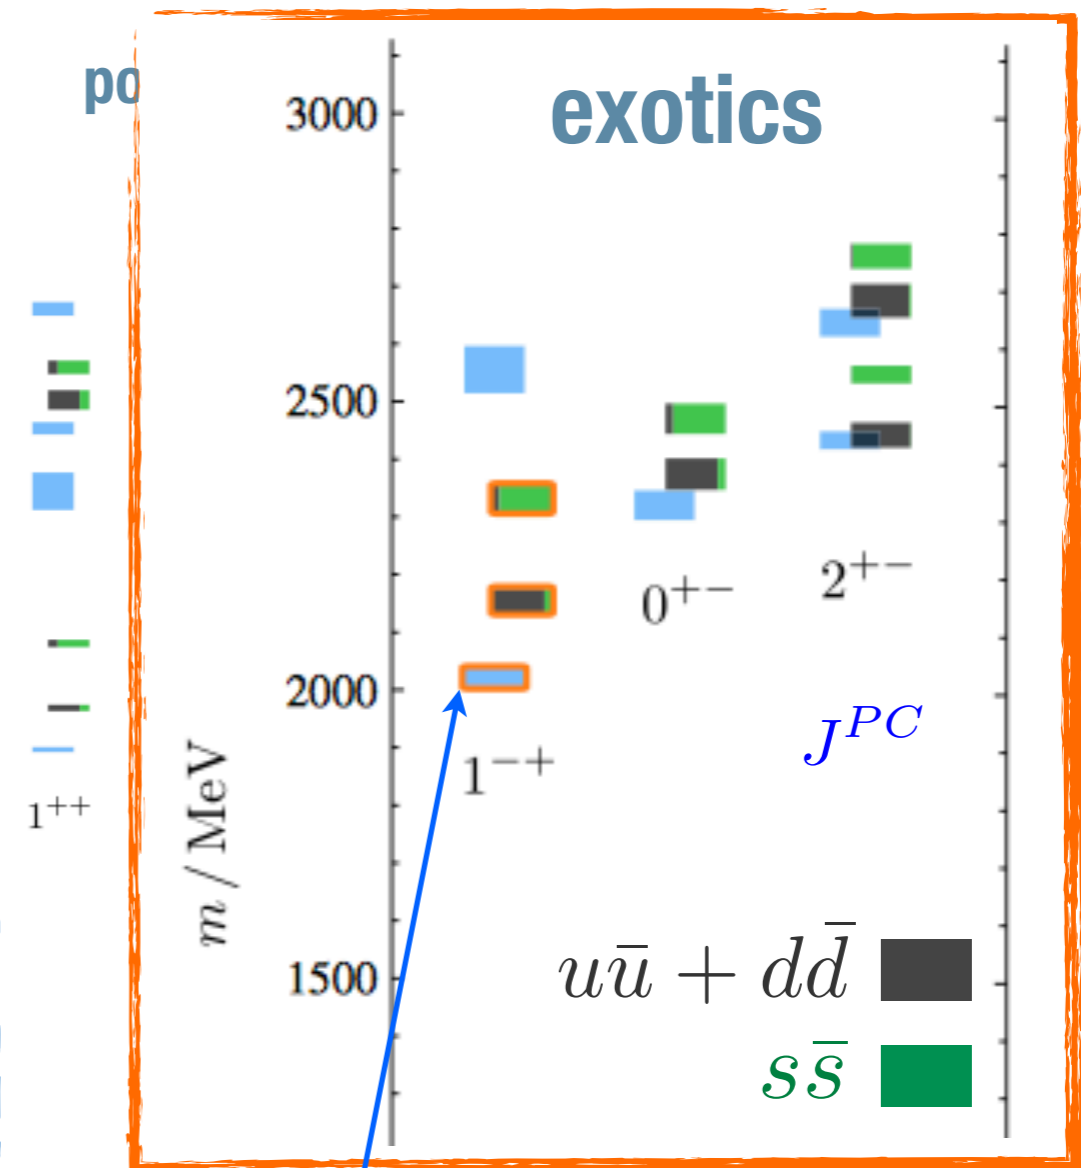 po
exotics
3000
2500
2000
1500
m / MeV
1⁺⁺
1⁻⁺
0⁺⁻
2⁺⁻
Jᴾᶜ
uū + dd̄
ss̄